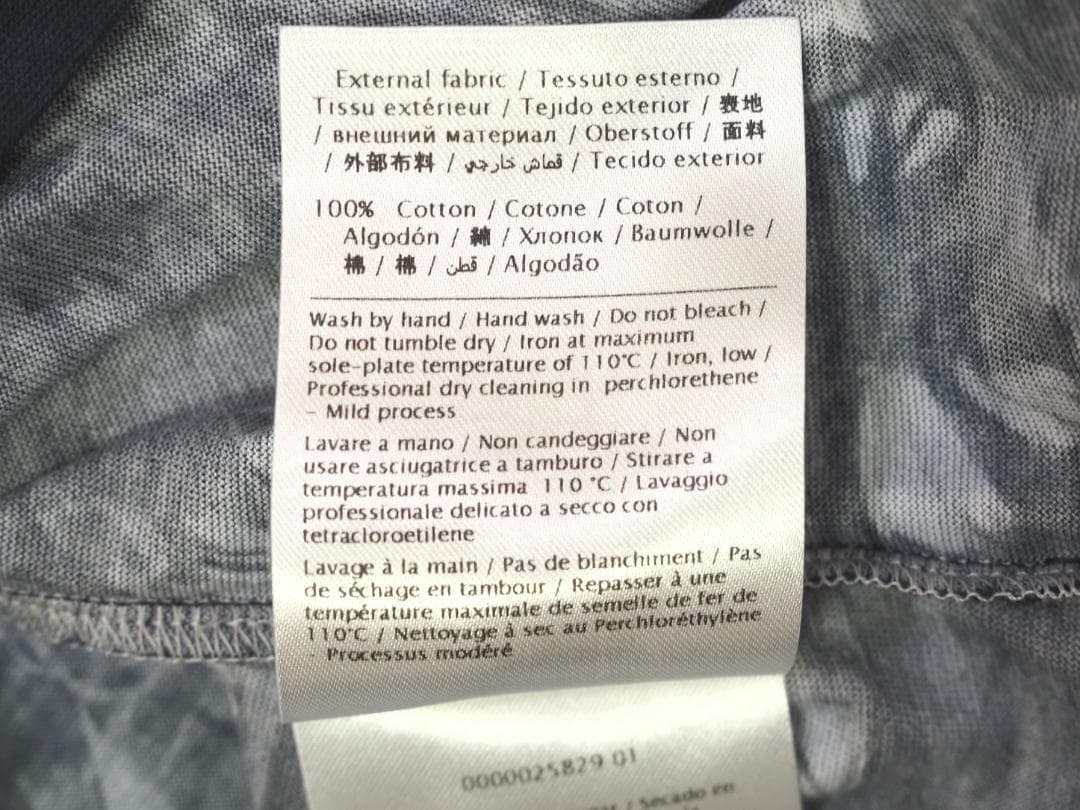 External fabric / Tessuto esterno /
Tissu extérieur / Tejido exterior / 表地
/ внешний материал / Oberstoff / 面料
/ 外部布料 / قماش خارجي / Tecido exterior
100% Cotton / Cotone / Coton /
Algodón / 綿 / Хлопок / Baumwolle /
棉 / 棉 / قطن / Algodão
Wash by hand / Hand wash / Do not bleach /
Do not tumble dry / Iron at maximum
sole-plate temperature of 110°C / Iron, low /
Professional dry cleaning in perchlorethene
- Mild process
Lavare a mano / Non candeggiare / Non
usare asciugatrice a tamburo / Stirare a
temperatura massima 110 °C / Lavaggio
professionale delicato a secco con
tetracloroetilene
Lavage à la main / Pas de blanchiment / Pas
de séchage en tambour / Repasser à une
température maximale de semelle de fer de
110°C / Nettoyage à sec au Perchloréthylène
- Processus modéré
0000025829 01
/ Secado en